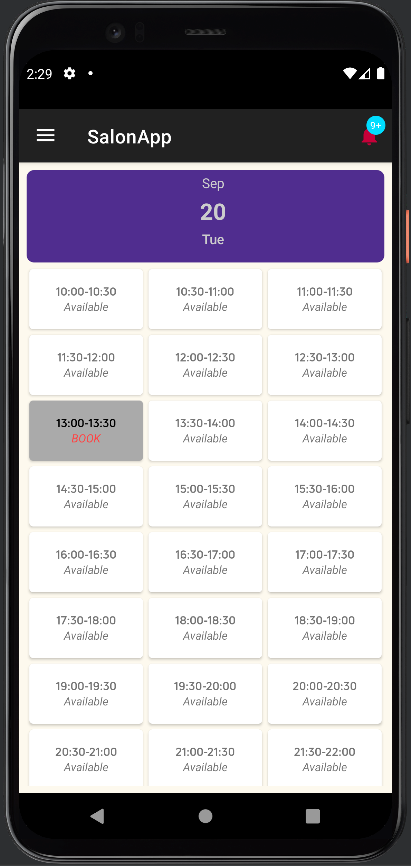 2:29
SalonApp
9+
Sep
20
Tue
10:00-10:30
Available
10:30-11:00
Available
11:00-11:30
Available
11:30-12:00
Available
12:00-12:30
Available
12:30-13:00
Available
13:00-13:30
BOOK
13:30-14:00
Available
14:00-14:30
Available
14:30-15:00
Available
15:00-15:30
Available
15:30-16:00
Available
16:00-16:30
Available
16:30-17:00
Available
17:00-17:30
Available
17:30-18:00
Available
18:00-18:30
Available
18:30-19:00
Available
19:00-19:30
Available
19:30-20:00
Available
20:00-20:30
Available
20:30-21:00
Available
21:00-21:30
Available
21:30-22:00
Available